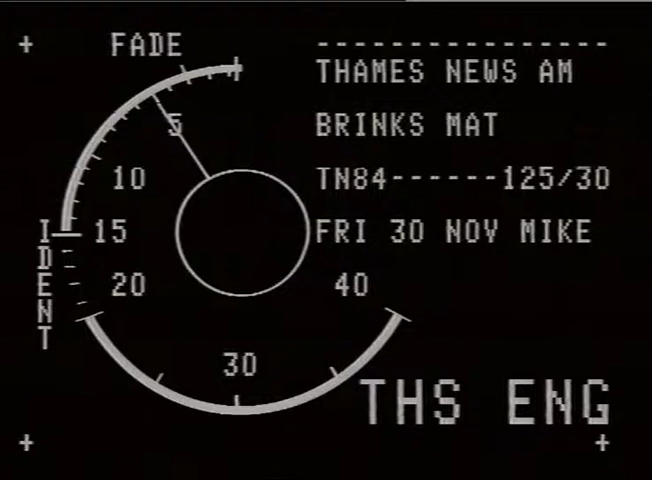 FADE
----------------
THAMES NEWS AM
5
BRINKS MAT
10
TN84------125/30
IDENT
15
FRI 30 NOV MIKE
20
40
30
THS ENG